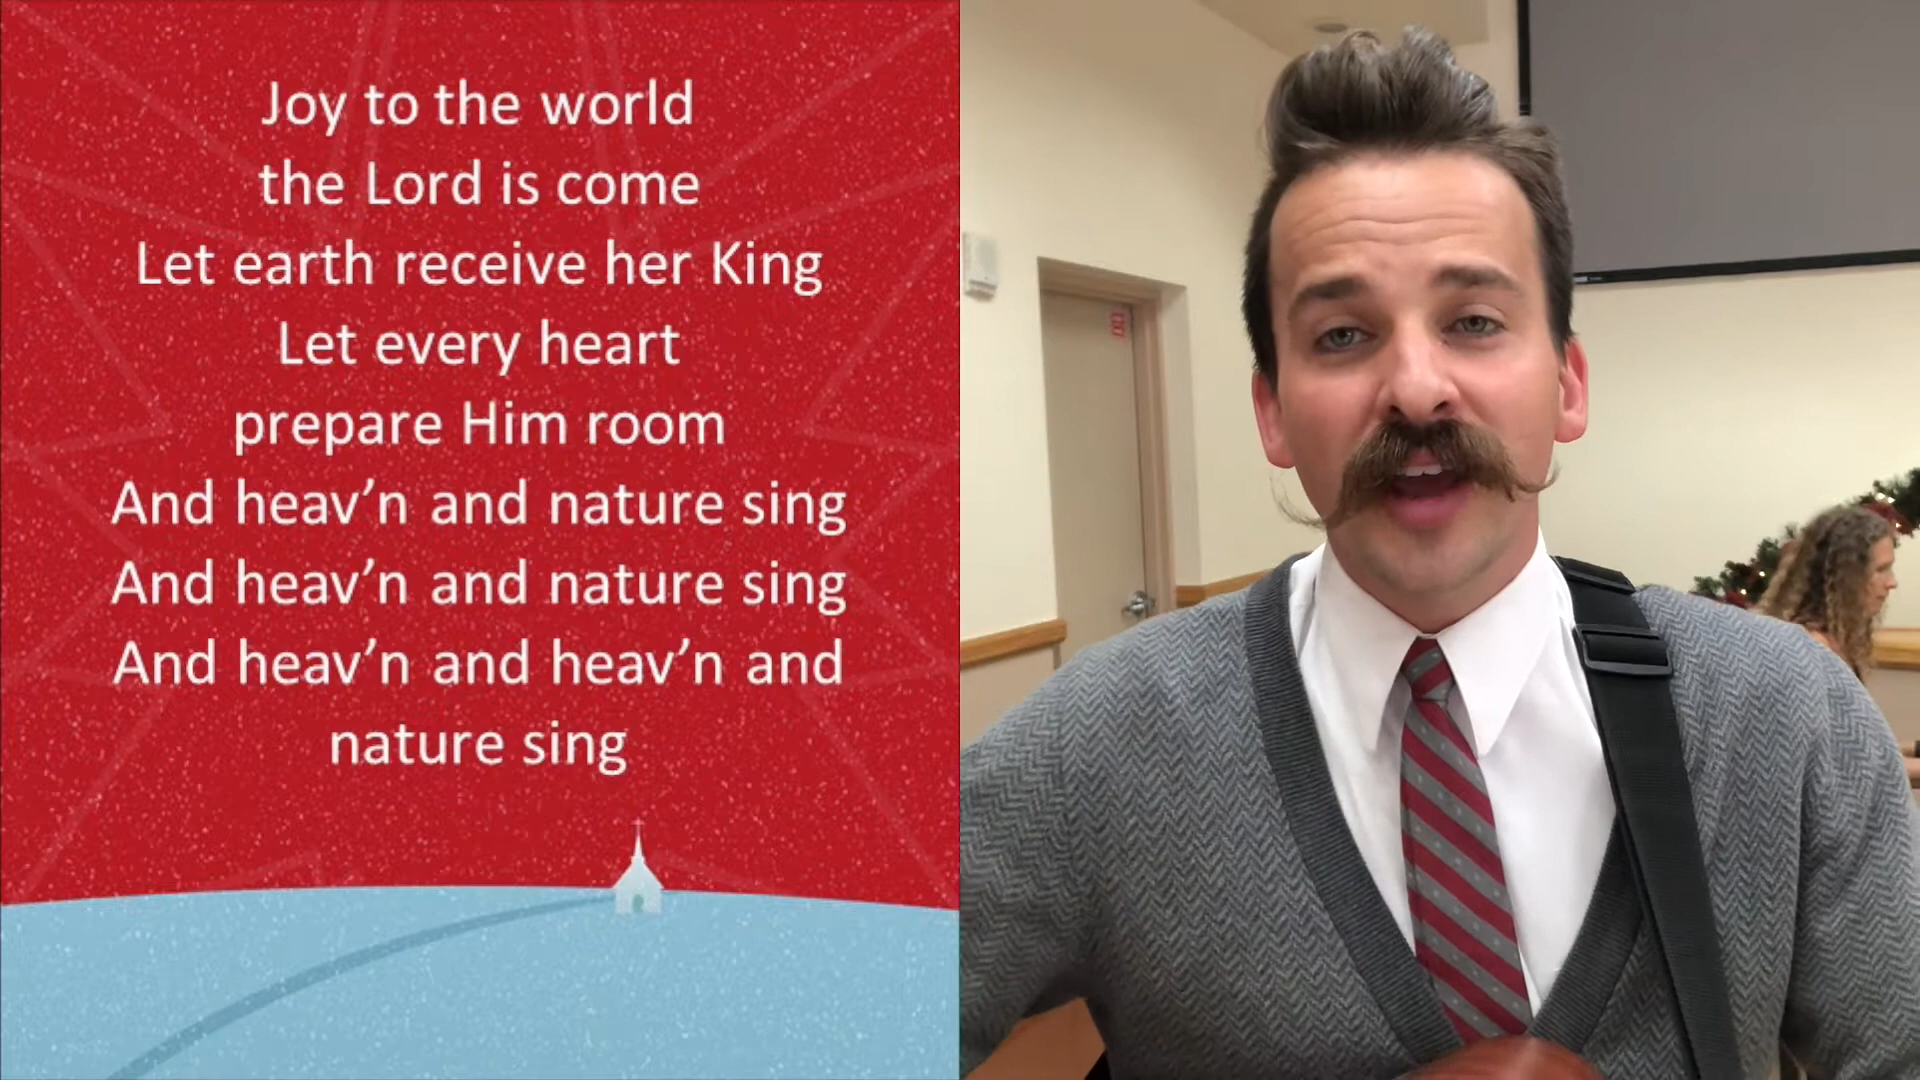 Joy to the world
the Lord is come
Let earth receive her King
Let every heart
prepare Him room
And heav’n and nature sing
And heav’n and nature sing
And heav’n and heav’n and
nature sing